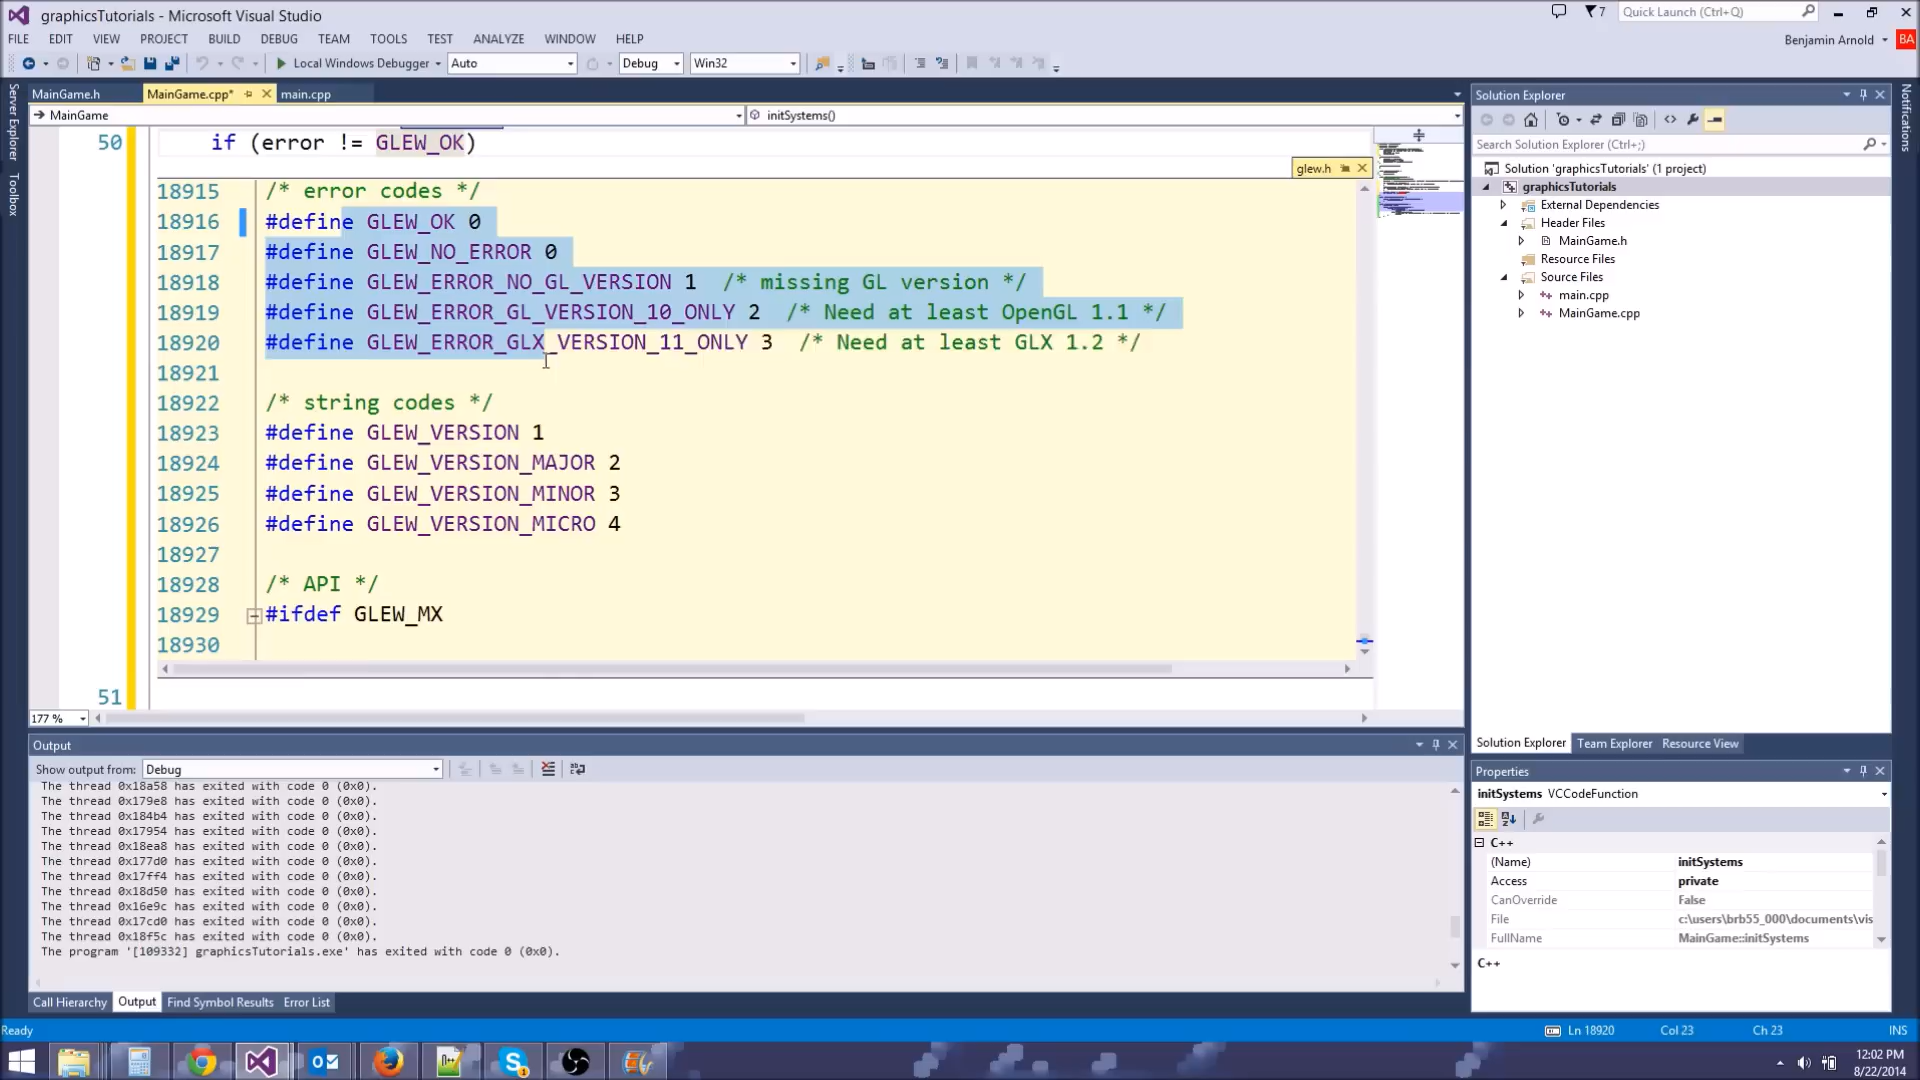 graphicsTutorials - Microsoft Visual Studio
7
Quick Launch (Ctrl+Q)
FILE EDIT VIEW PROJECT BUILD DEBUG TEAM TOOLS TEST ANALYZE WINDOW HELP
Benjamin Arnold BA
Local Windows Debugger Auto Debug Win32
MainGame.h MainGame.cpp* main.cpp
MainGame initSystems()
Server Explorer
Toolbox
50 if (error != GLEW_OK)
glew.h
18915 /* error codes */
18916 #define GLEW_OK 0
18917 #define GLEW_NO_ERROR 0
18918 #define GLEW_ERROR_NO_GL_VERSION 1 /* missing GL version */
18919 #define GLEW_ERROR_GL_VERSION_10_ONLY 2 /* Need at least OpenGL 1.1 */
18920 #define GLEW_ERROR_GLX_VERSION_11_ONLY 3 /* Need at least GLX 1.2 */
18921
18922 /* string codes */
18923 #define GLEW_VERSION 1
18924 #define GLEW_VERSION_MAJOR 2
18925 #define GLEW_VERSION_MINOR 3
18926 #define GLEW_VERSION_MICRO 4
18927
18928 /* API */
18929 #ifdef GLEW_MX
18930
51
177 %
Output
Show output from: Debug
The thread 0x18a58 has exited with code 0 (0x0).
The thread 0x179e8 has exited with code 0 (0x0).
The thread 0x184b4 has exited with code 0 (0x0).
The thread 0x17954 has exited with code 0 (0x0).
The thread 0x18ea8 has exited with code 0 (0x0).
The thread 0x177d0 has exited with code 0 (0x0).
The thread 0x17ff4 has exited with code 0 (0x0).
The thread 0x18d50 has exited with code 0 (0x0).
The thread 0x16e9c has exited with code 0 (0x0).
The thread 0x17cd0 has exited with code 0 (0x0).
The thread 0x18f5c has exited with code 0 (0x0).
The program '[109332] graphicsTutorials.exe' has exited with code 0 (0x0).
Call Hierarchy Output Find Symbol Results Error List
Solution Explorer
Search Solution Explorer (Ctrl+;)
Solution 'graphicsTutorials' (1 project)
graphicsTutorials
External Dependencies
Header Files
MainGame.h
Resource Files
Source Files
main.cpp
MainGame.cpp
Solution Explorer Team Explorer Resource View
Properties
initSystems VCCodeFunction
C++
(Name) initSystems
Access private
CanOverride False
File c:\users\brb55_000\documents\vis
FullName MainGame::initSystems
C++
Notifications
Ready
Ln 18920 Col 23 Ch 23 INS
12:02 PM
8/22/2014